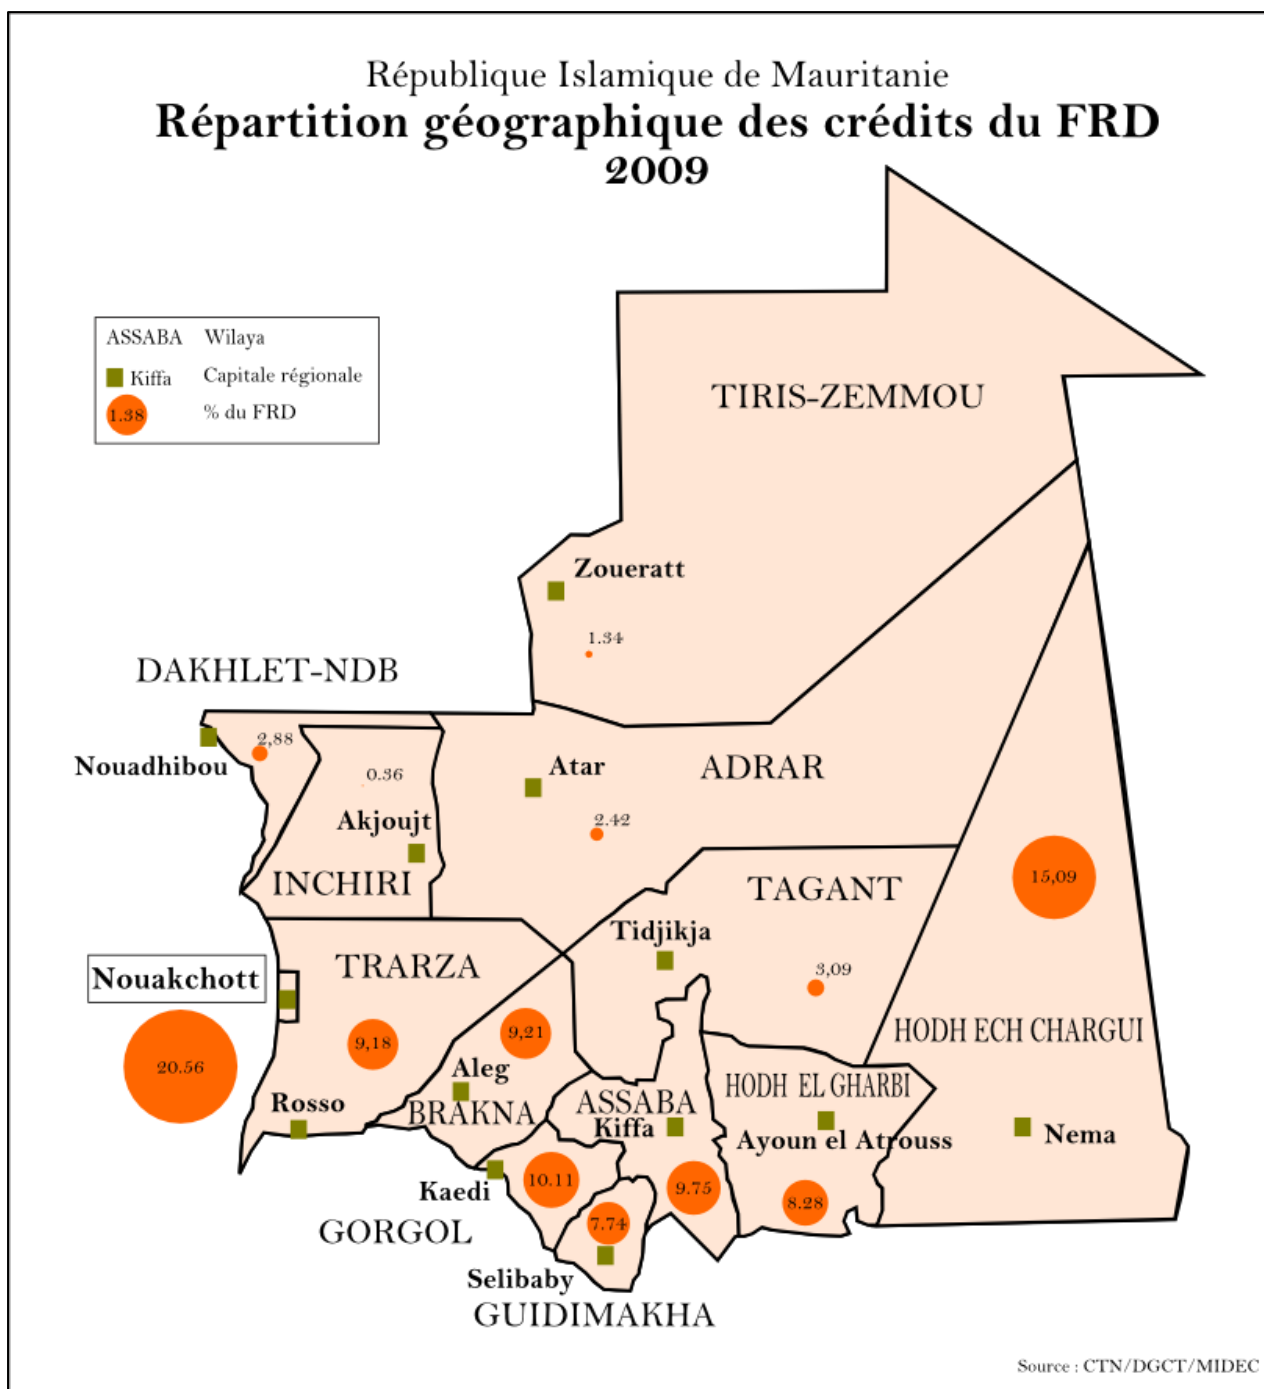 République Islamique de Mauritanie
Répartition géographique des crédits du FRD
2009
ASSABA Wilaya
Kiffa Capitale régionale
1.38 % du FRD
TIRIS-ZEMMOU
Zoueratt
1.34
DAKHLET-NDB
2,88
Nouadhibou
0.36
Akjoujt
INCHIRI
Atar
ADRAR
2.42
TAGANT
15,09
Tidjikja
3,09
TRARZA
Nouakchott
20.56
9,18
9,21
HODH ECH CHARGUI
Aleg
BRAKNA
Rosso
ASSABA
Kiffa
HODH EL GHARBI
Ayoun el Atrouss
Nema
Kaedi
10.11
9.75
8.28
GORGOL
7.74
Selibaby
GUIDIMAKHA
Source : CTN/DGCT/MIDEC